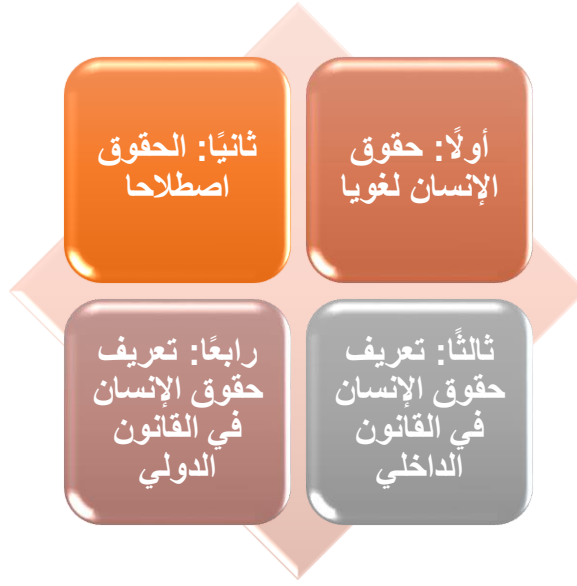 أولًا: حقوق
الإنسان لغويا
ثانيًا: الحقوق
اصطلاحا
ثالثًا: تعريف
حقوق الإنسان
في القانون
الداخلي
رابعًا: تعريف
حقوق الإنسان
في القانون
الدولي